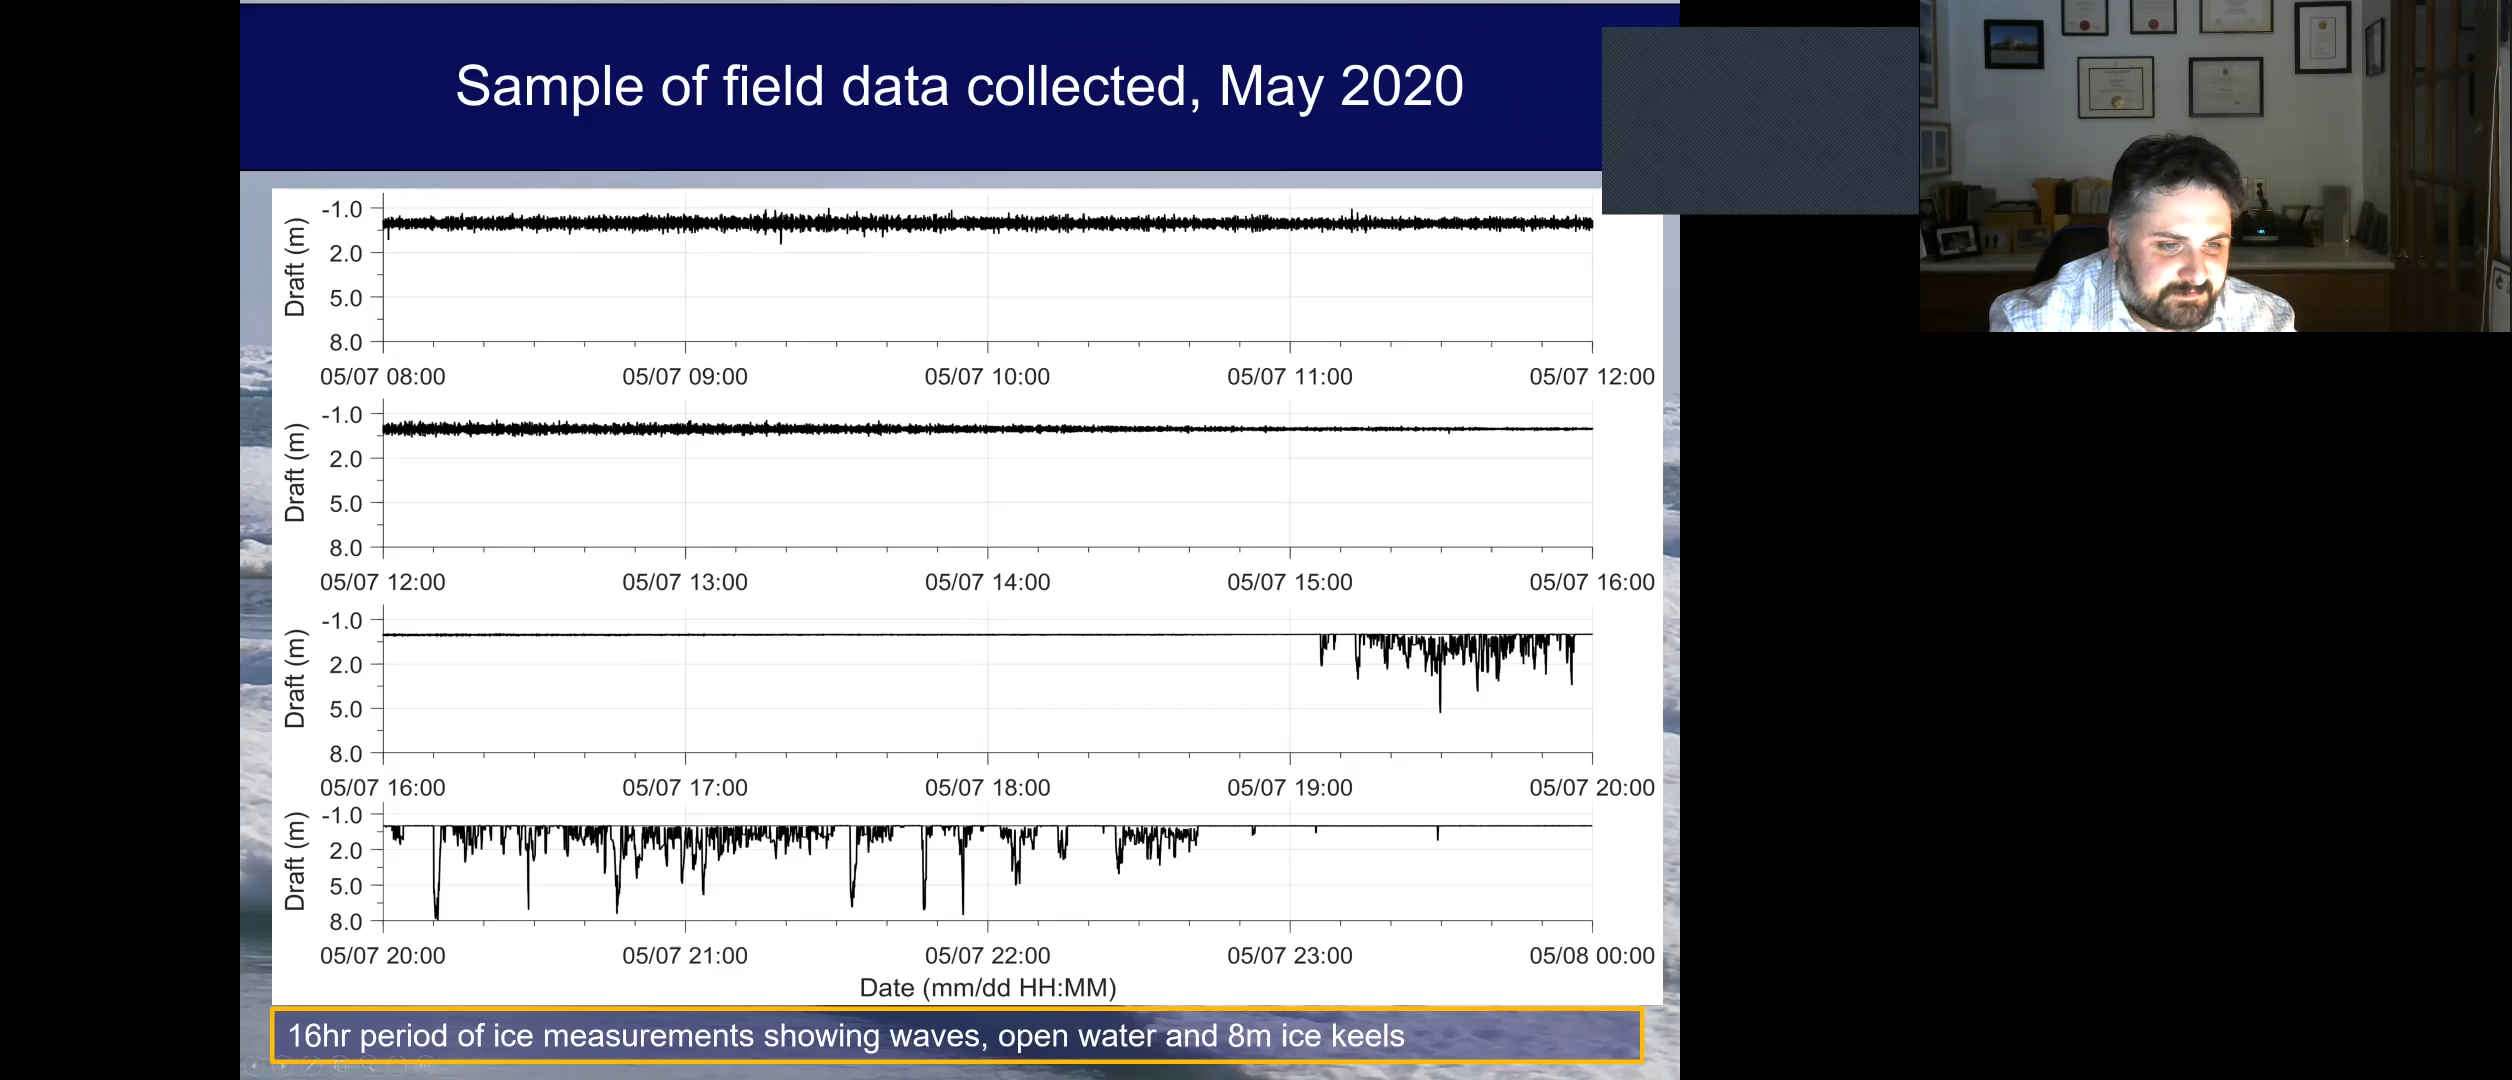 Sample of field data collected, May 2020
Draft (m)
-1.0
2.0
5.0
8.0
05/07 08:00 05/07 09:00 05/07 10:00 05/07 11:00 05/07 12:00
Draft (m)
-1.0
2.0
5.0
8.0
05/07 12:00 05/07 13:00 05/07 14:00 05/07 15:00 05/07 16:00
Draft (m)
-1.0
2.0
5.0
8.0
05/07 16:00 05/07 17:00 05/07 18:00 05/07 19:00 05/07 20:00
Draft (m)
-1.0
2.0
5.0
8.0
05/07 20:00 05/07 21:00 05/07 22:00 05/07 23:00 05/08 00:00
Date (mm/dd HH:MM)
16hr period of ice measurements showing waves, open water and 8m ice keels